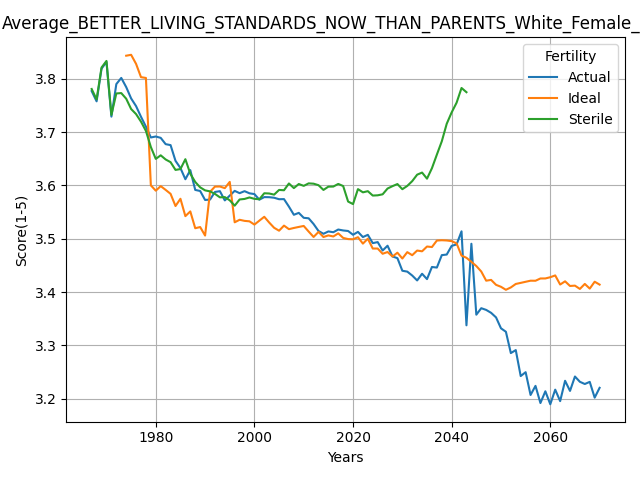 Average_BETTER_LIVING_STANDARDS_NOW_THAN_PARENTS_White_Female_
Fertility
Actual
Ideal
Sterile
3.8
3.7
3.6
3.5
3.4
3.3
3.2
Score(1-5)
1980 2000 2020 2040 2060
Years